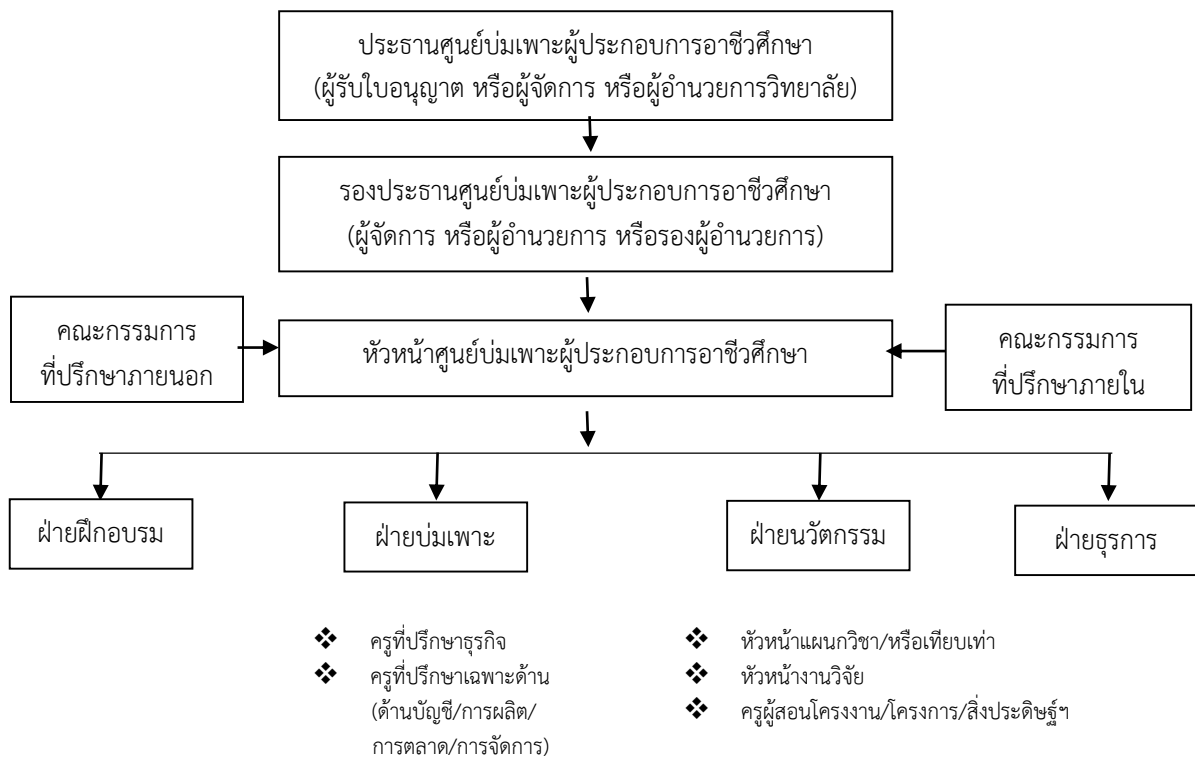 ประธานศูนย์บ่มเพาะผู้ประกอบการอาชีวศึกษา
(ผู้รับใบอนุญาต หรือผู้จัดการ หรือผู้อำนวยการวิทยาลัย)
รองประธานศูนย์บ่มเพาะผู้ประกอบการอาชีวศึกษา
(ผู้จัดการ หรือผู้อำนวยการ หรือรองผู้อำนวยการ)
คณะกรรมการ
ที่ปรึกษาภายนอก
หัวหน้าศูนย์บ่มเพาะผู้ประกอบการอาชีวศึกษา
คณะกรรมการ
ที่ปรึกษาภายใน
ฝ่ายฝึกอบรม
ฝ่ายบ่มเพาะ
ฝ่ายนวัตกรรม
ฝ่ายธุรการ
❖ ครูที่ปรึกษาธุรกิจ
❖ ครูที่ปรึกษาเฉพาะด้าน
(ด้านบัญชี/การผลิต/
การตลาด/การจัดการ)
❖ หัวหน้าแผนกวิชา/หรือเทียบเท่า
❖ หัวหน้างานวิจัย
❖ ครูผู้สอนโครงงาน/โครงการ/สิ่งประดิษฐ์ฯ